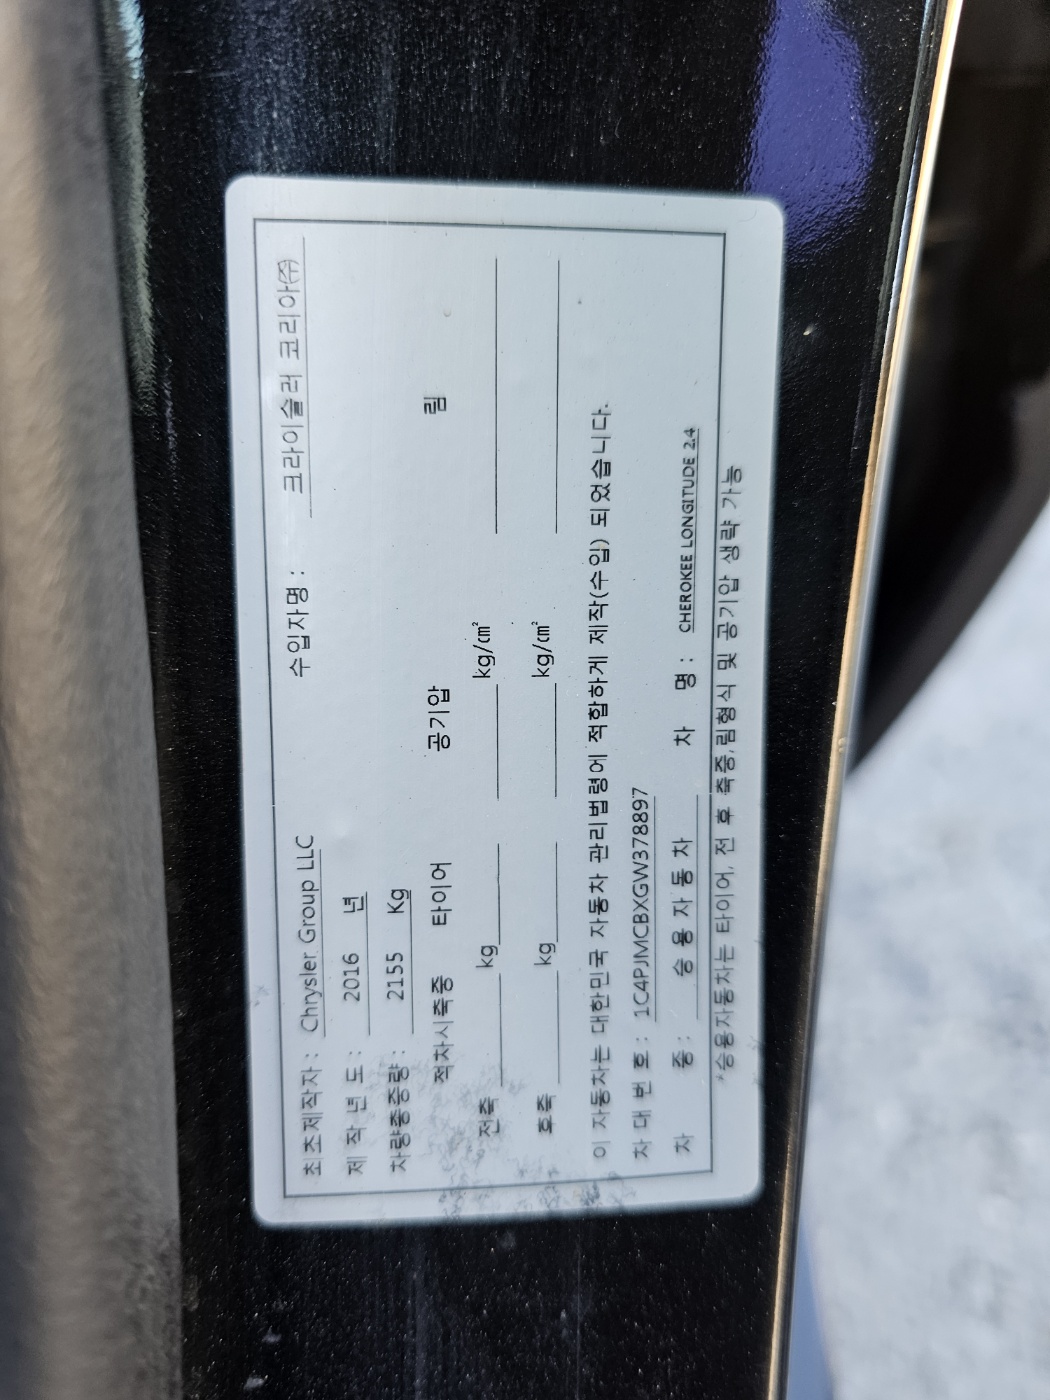 최초제작자 : Chrysler Group LLC 수입자명 : 크라이슬러 코리아㈜
제 작 년 도 : 2016 년
차량총중량 : 2155 Kg
적차시축중 타이어 공기압 림
전축 kg kg/㎠
후축 kg kg/㎠
이 자동차는 대한민국 자동차 관리법령에 적합하게 제작(수입) 되었습니다.
차 대 번 호 : 1C4PJMCBXGW378897
차 종 : 승 용 자 동 차 차 명 : CHEROKEE LONGITUDE 2.4
*승용자동차는 타이어, 전 후 축중,림형식 및 공기압 생략 가능